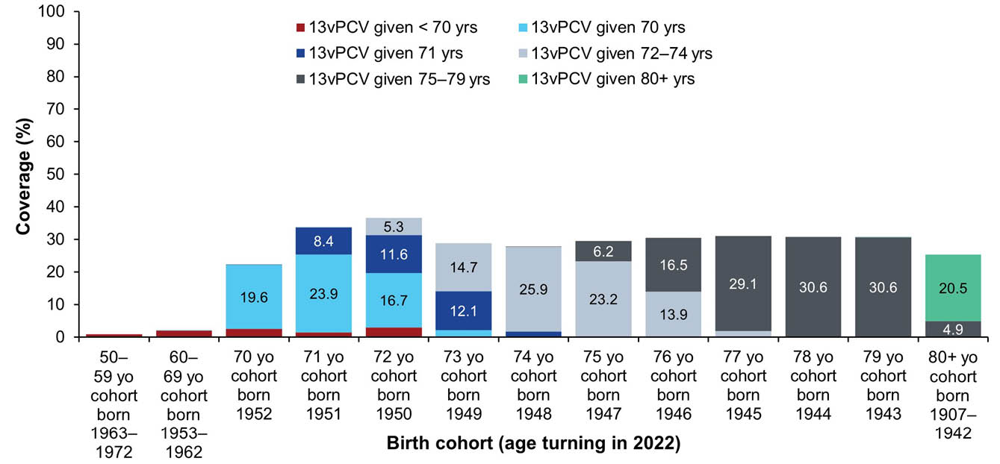 100
90
80
70
60
50
40
30
20
10
0
Coverage (%)
13vPCV given < 70 yrs
13vPCV given 70 yrs
13vPCV given 71 yrs
13vPCV given 72–74 yrs
13vPCV given 75–79 yrs
13vPCV given 80+ yrs
19.6
8.4
23.9
5.3
11.6
16.7
14.7
12.1
25.9
6.2
23.2
16.5
13.9
29.1
30.6
30.6
20.5
4.9
50–
59 yo
cohort
born
1963–
1972
60–
69 yo
cohort
born
1953–
1962
70 yo
cohort
born
1952
71 yo
cohort
born
1951
72 yo
cohort
born
1950
73 yo
cohort
born
1949
74 yo
cohort
born
1948
75 yo
cohort
born
1947
76 yo
cohort
born
1946
77 yo
cohort
born
1945
78 yo
cohort
born
1944
79 yo
cohort
born
1943
80+ yo
cohort
born
1907–
1942
Birth cohort (age turning in 2022)